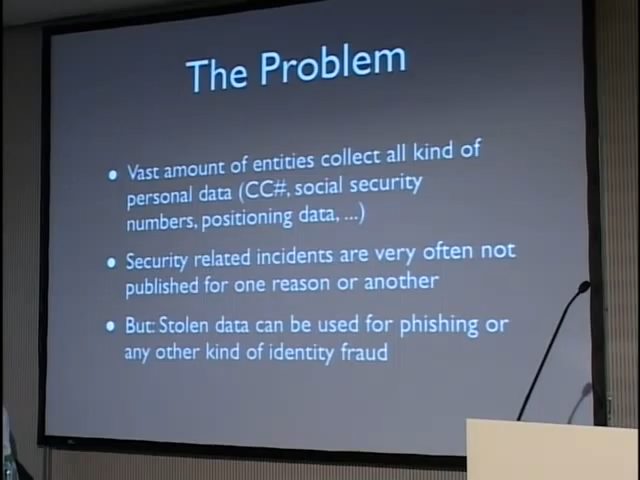 The Problem
• Vast amount of entities collect all kind of
personal data (CC#, social security
numbers, positioning data, ...)
• Security related incidents are very often not
published for one reason or another
• But: Stolen data can be used for phishing or
any other kind of identity fraud